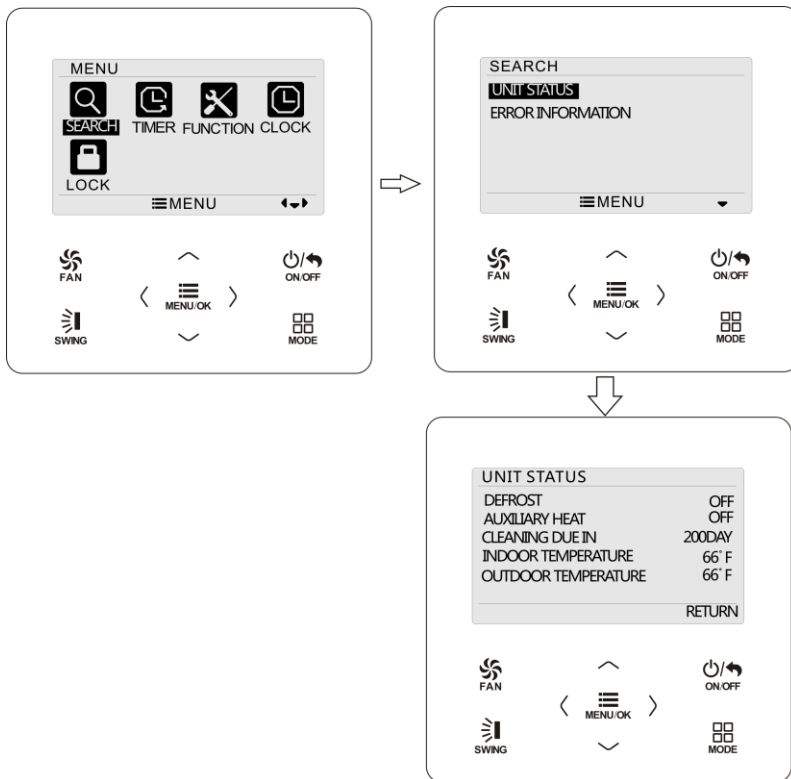 MENU
SEARCH TIMER FUNCTION CLOCK
LOCK
MENU
FAN
ON/OFF
MENU/OK
SWING
MODE
SEARCH
UNIT STATUS
ERROR INFORMATION
MENU
FAN
ON/OFF
MENU/OK
SWING
MODE
UNIT STATUS
DEFROST OFF
AUXILIARY HEAT OFF
CLEANING DUE IN 200DAY
INDOOR TEMPERATURE 66°F
OUTDOOR TEMPERATURE 66°F
RETURN
FAN
ON/OFF
MENU/OK
SWING
MODE